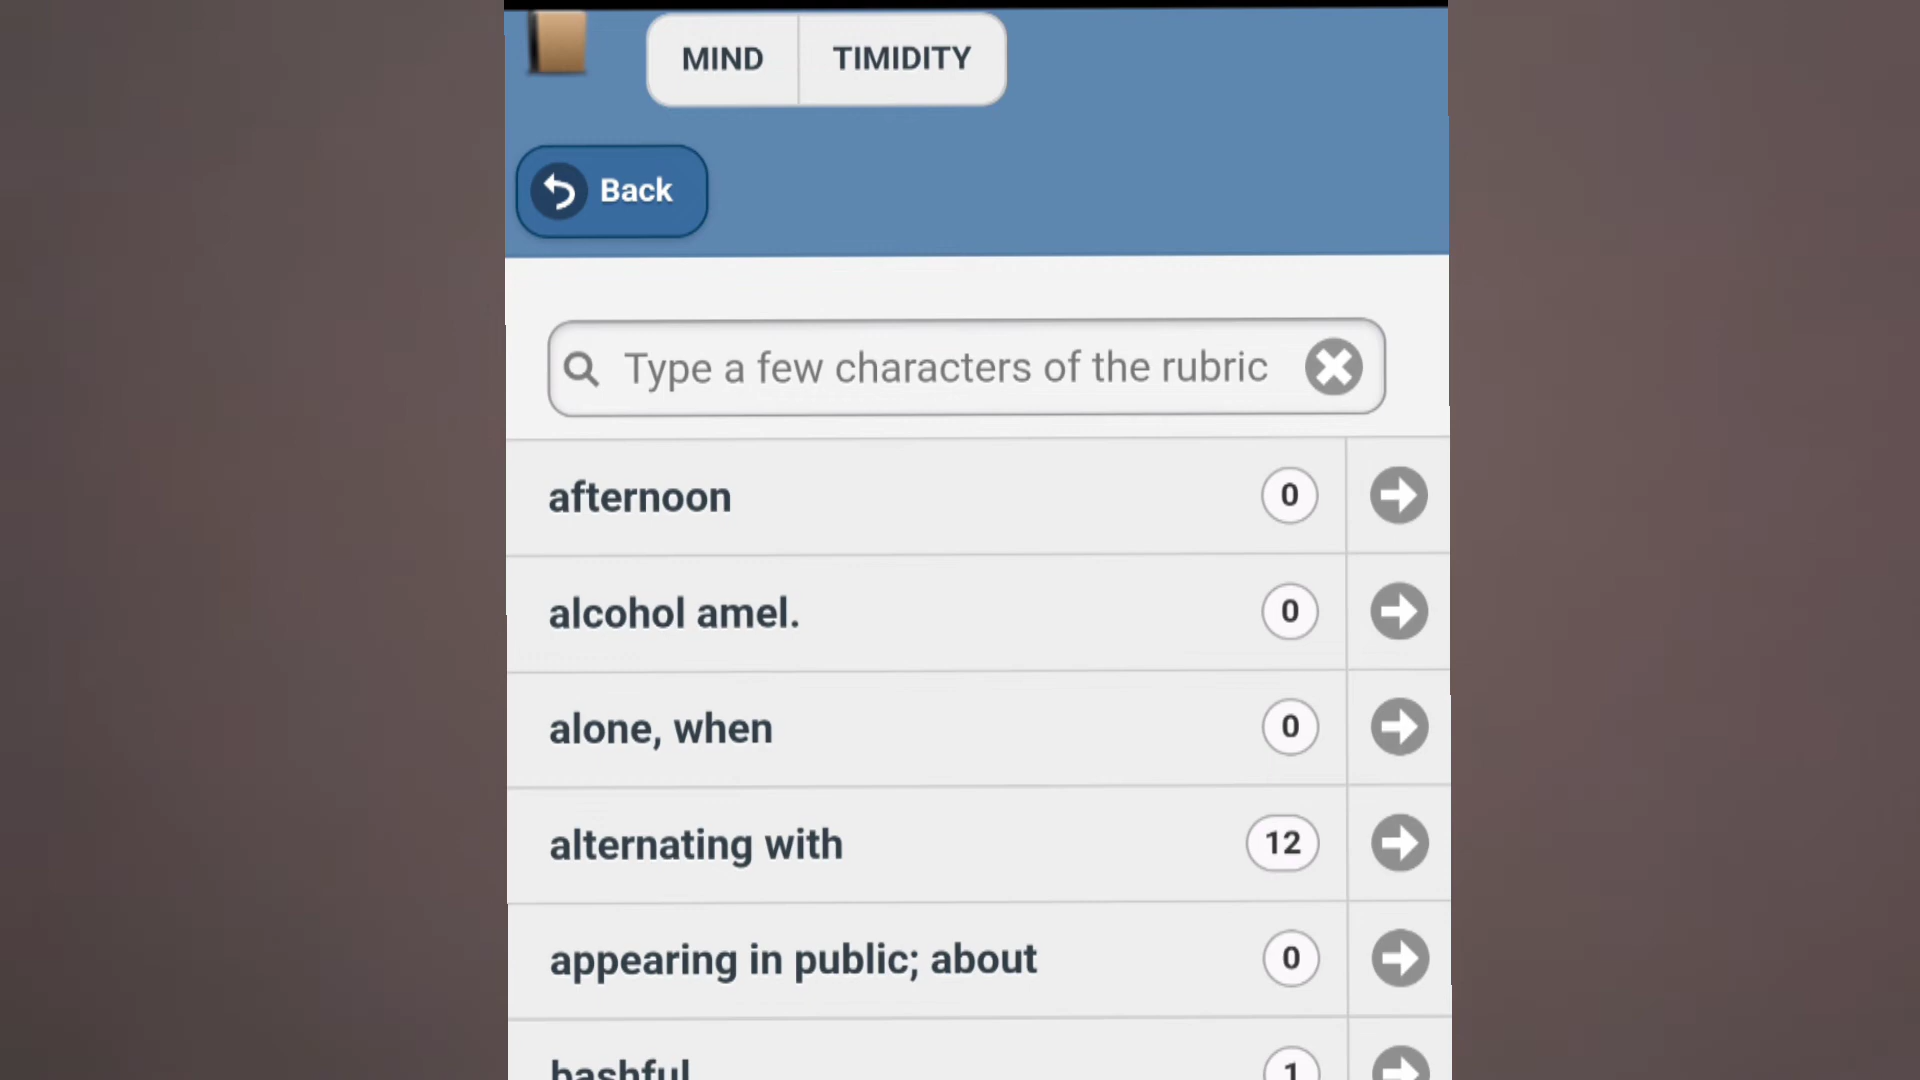 MIND TIMIDITY
Back
Type a few characters of the rubric
afternoon 0
alcohol amel. 0
alone, when 0
alternating with 12
appearing in public; about 0
bashful 1